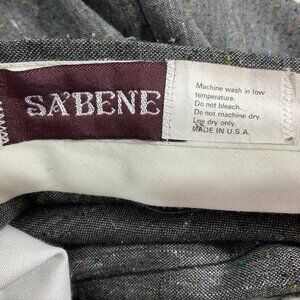 SA'BENE
Machine wash in low
temperature.
Do not bleach.
Do not machine dry.
Line dry only.
MADE IN U.S.A.